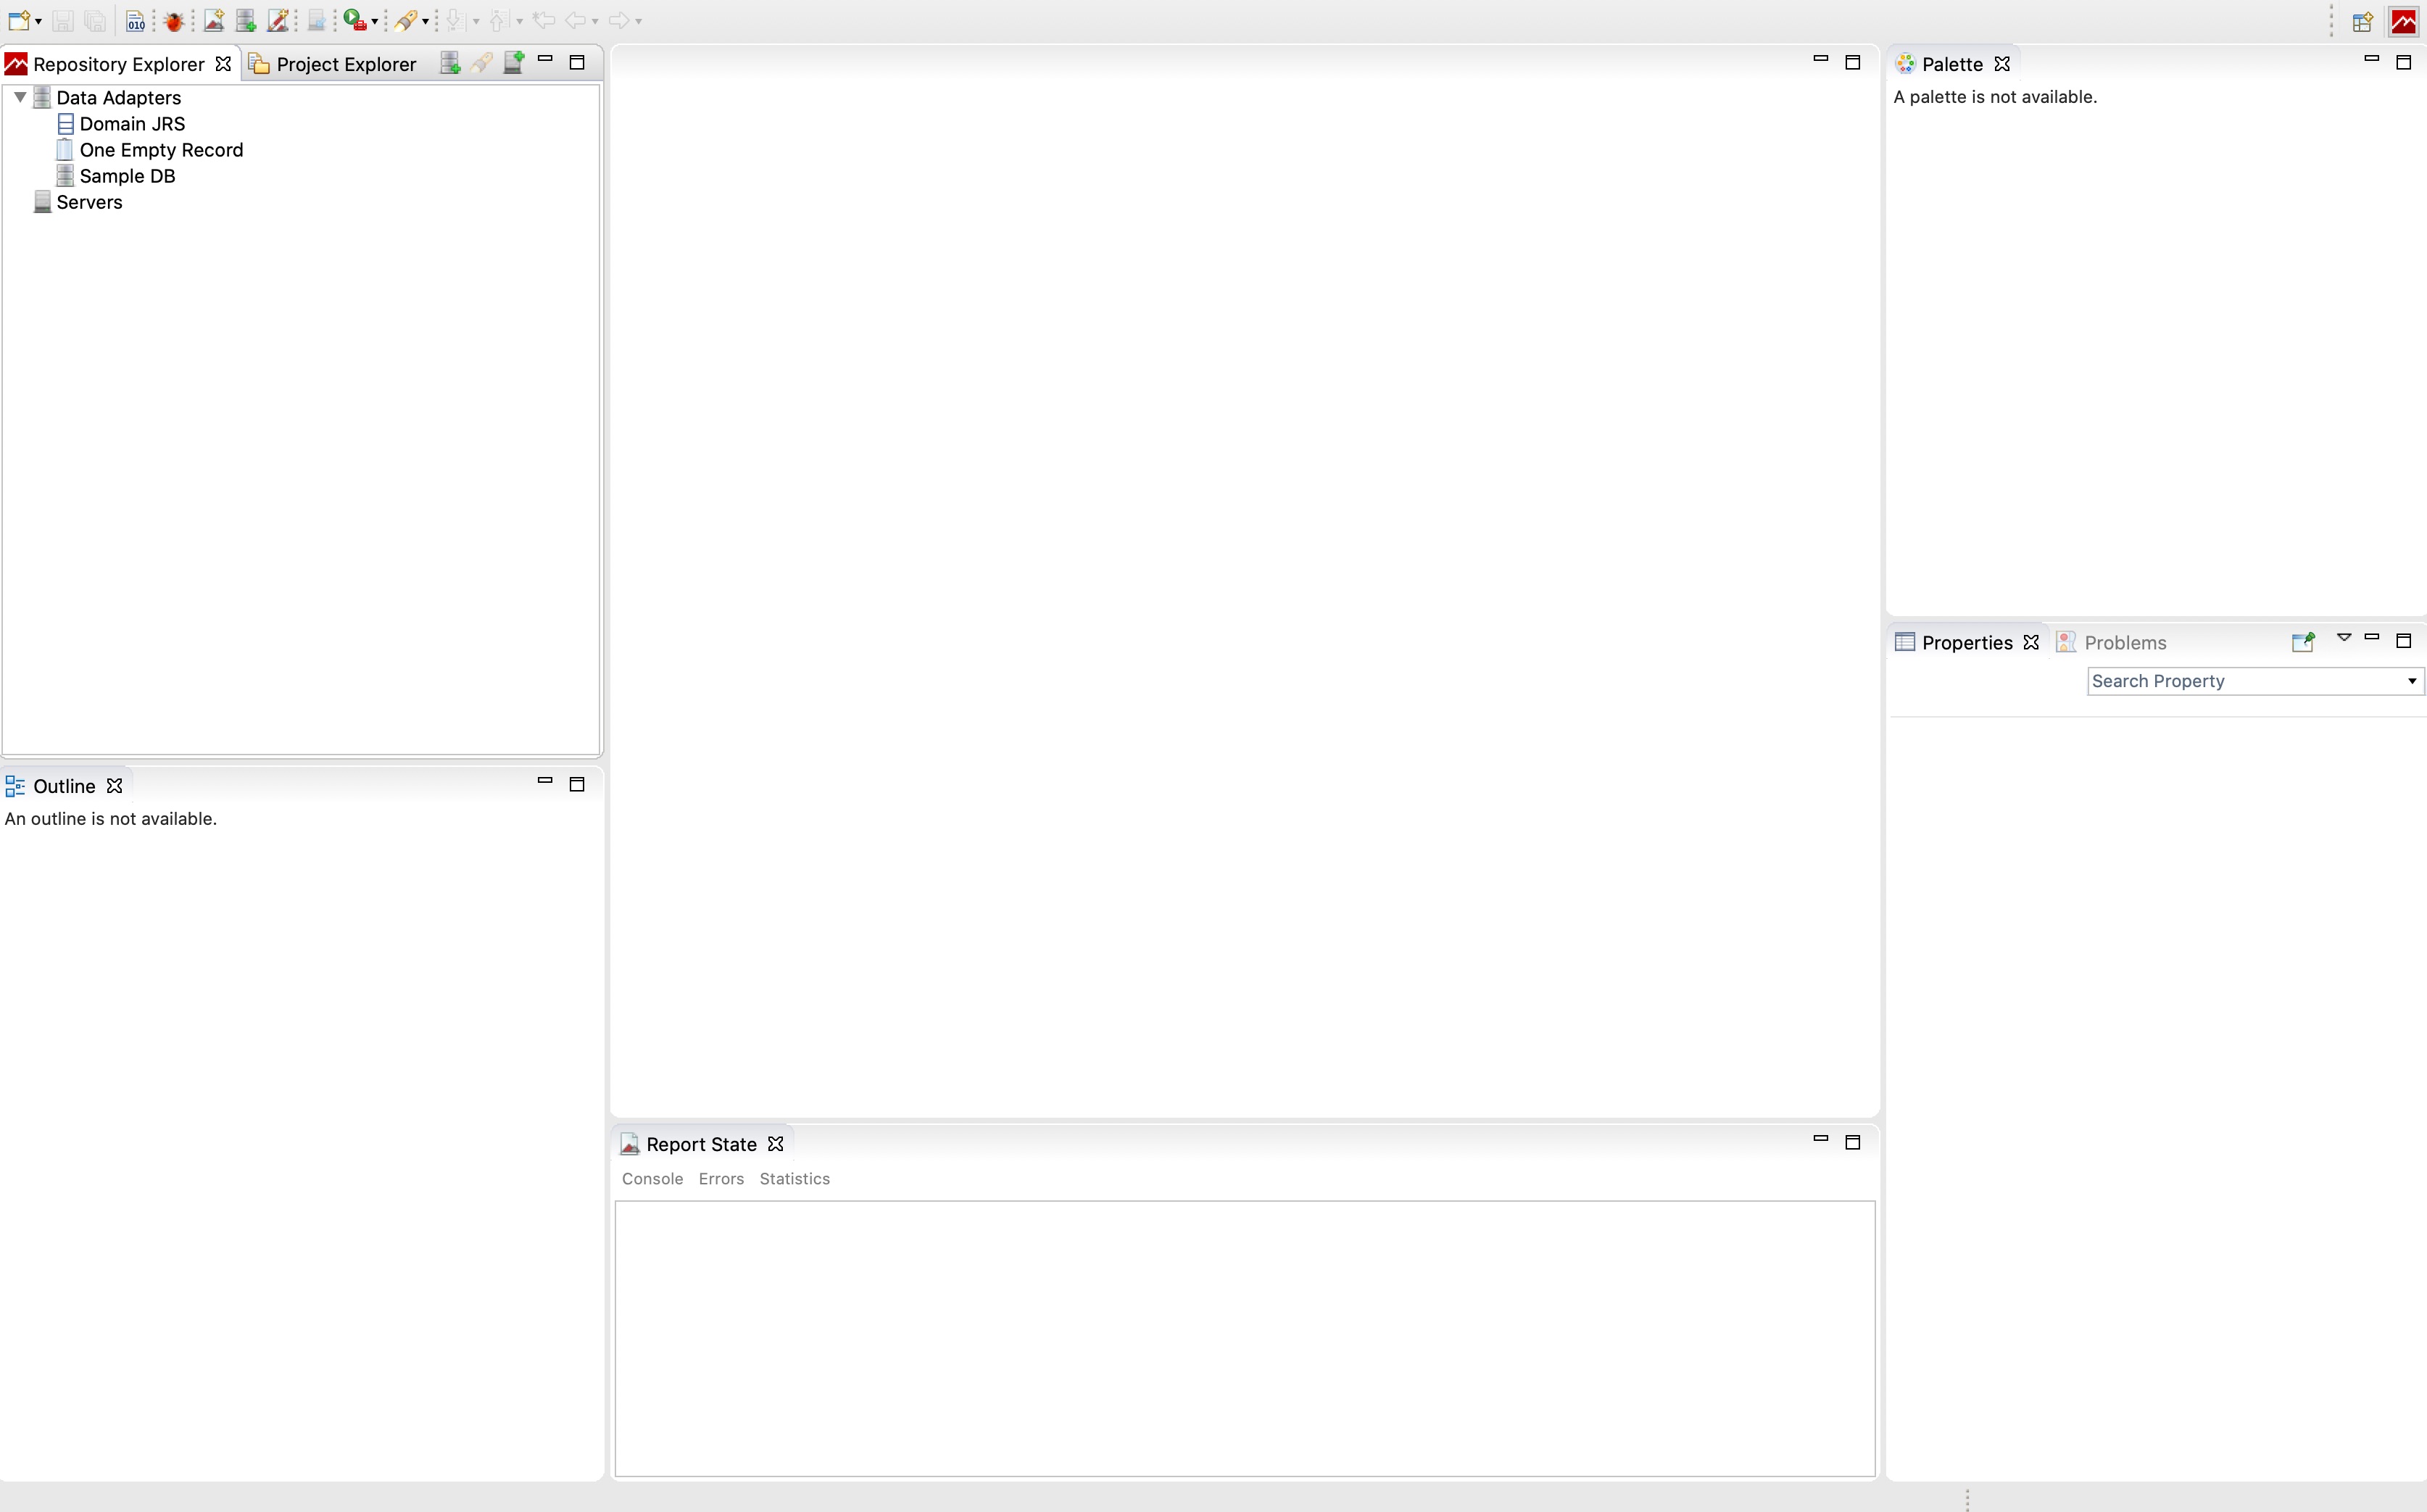 010
Repository Explorer
Project Explorer
Data Adapters
Domain JRS
One Empty Record
Sample DB
Servers
Outline
An outline is not available.
Report State
Console Errors Statistics
Palette
A palette is not available.
Properties
Problems
Search Property